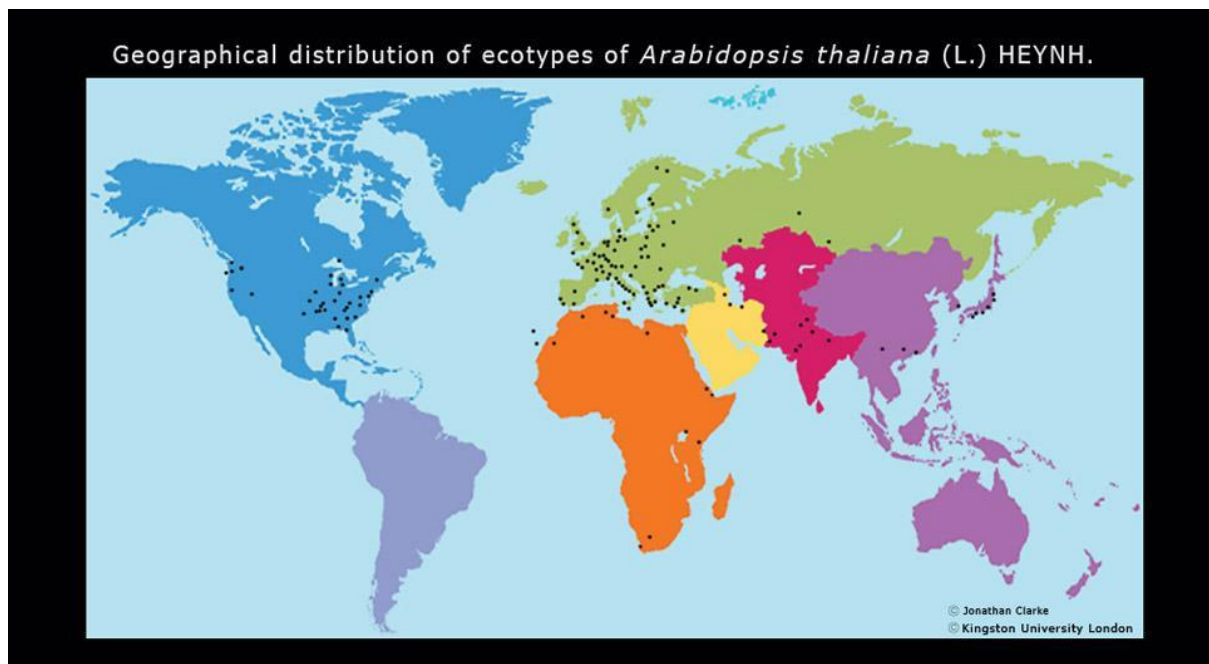 Geographical distribution of ecotypes of Arabidopsis thaliana (L.) HEYNH.
© Jonathan Clarke
© Kingston University London